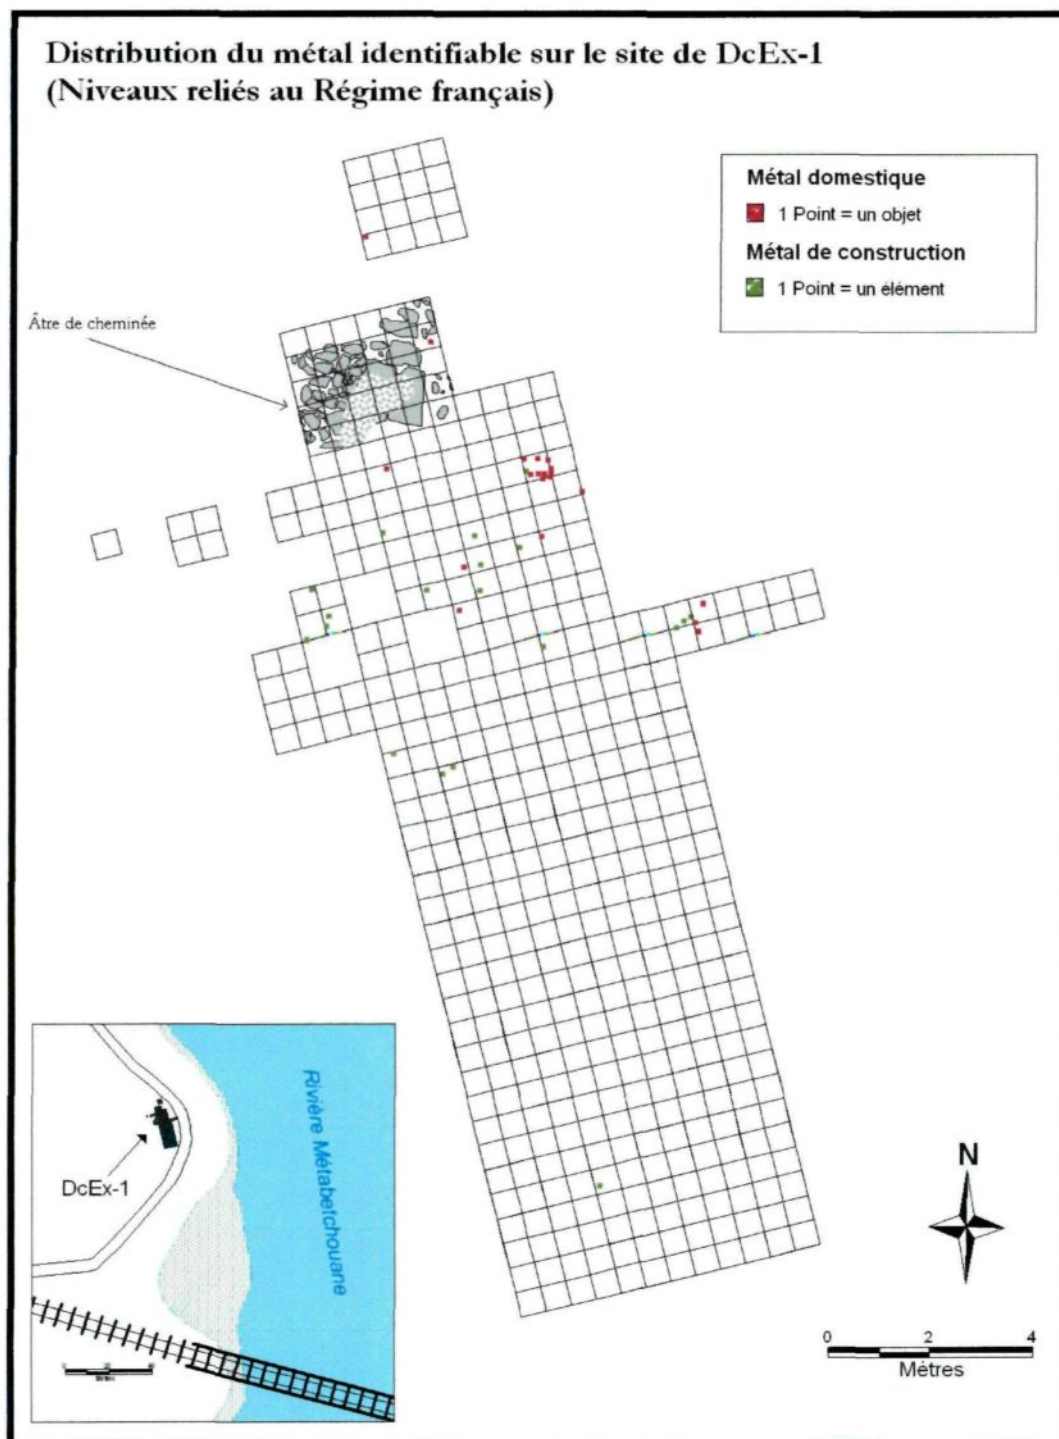 Distribution du métal identifiable sur le site de DcEx-1
(Niveaux reliés au Régime français)
Métal domestique
1 Point = un objet
Métal de construction
1 Point = un élément
Âtre de cheminée
Rivière Métabetchouane
DcEx-1
N
0 2 4
Mètres